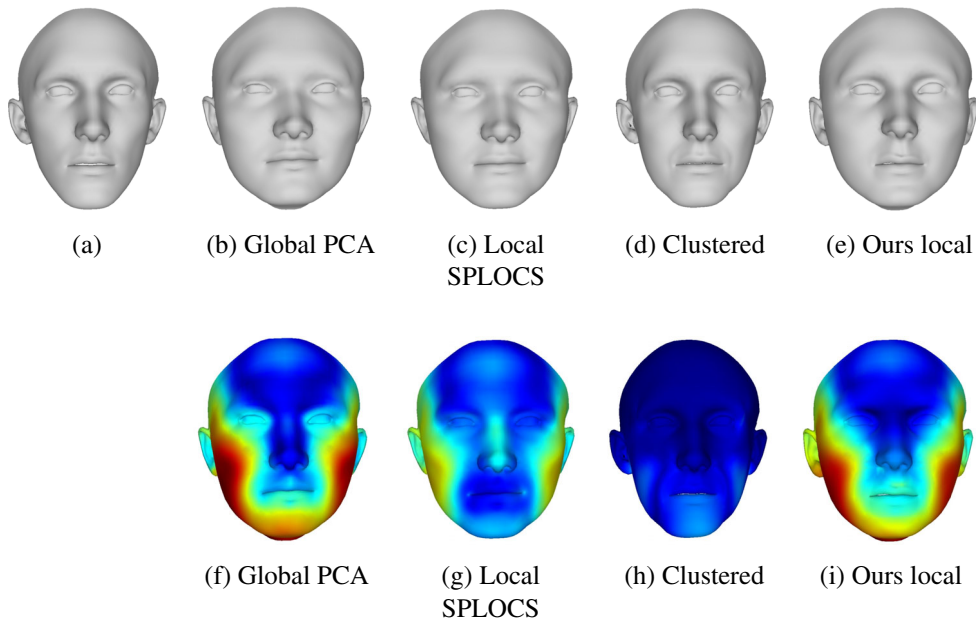 (a)
(b) Global PCA
(c) Local
SPLOCS
(d) Clustered
(e) Ours local
(f) Global PCA
(g) Local
SPLOCS
(h) Clustered
(i) Ours local